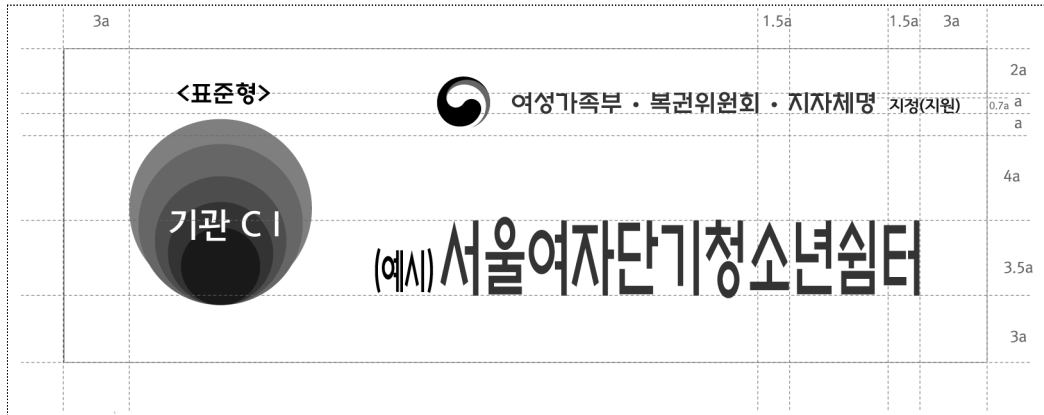 3a 1.5a 1.5a 3a
2a
<표준형>
여성가족부 · 복권위원회 · 지자체명 지정(지원)
0.7a a
a
4a
기관 C I
(예시) 서울여자단기청소년쉼터
3.5a
3a